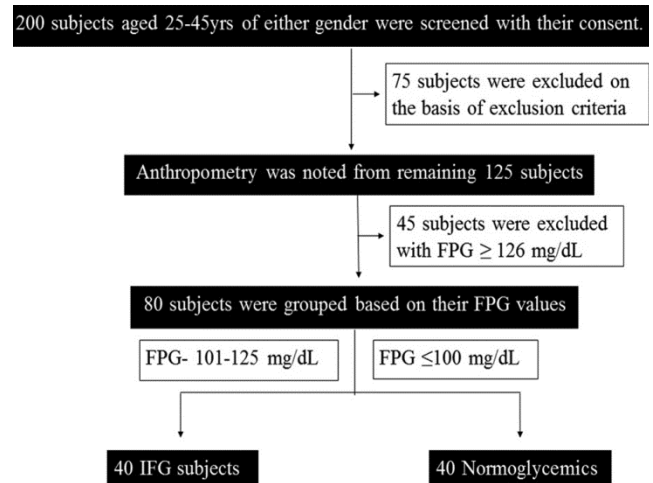 200 subjects aged 25-45yrs of either gender were screened with their consent.
75 subjects were excluded on
the basis of exclusion criteria
Anthropometry was noted from remaining 125 subjects
45 subjects were excluded
with FPG ≥ 126 mg/dL
80 subjects were grouped based on their FPG values
FPG- 101-125 mg/dL
FPG ≤100 mg/dL
40 IFG subjects
40 Normoglycemics